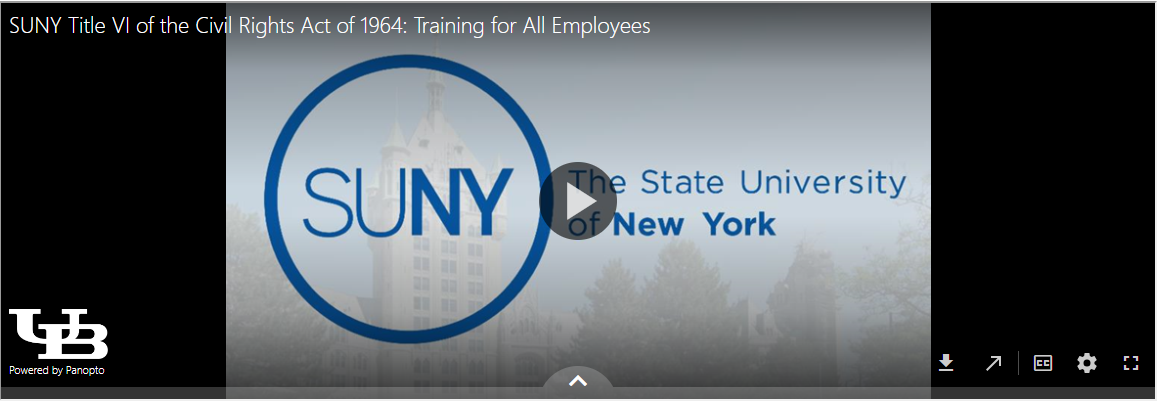 SUNY Title VI of the Civil Rights Act of 1964: Training for All Employees
SUNY
The State University
of New York
UB
Powered by Panopto
CC